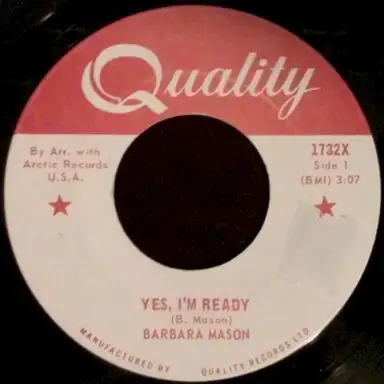 Quality
By Arr. with
Arctic Records
U.S.A.
1732X
Side 1
(BMI) 3:07
YES, I'M READY
(B. Mason)
BARBARA MASON
MANUFACTURED BY QUALITY RECORDS LTD